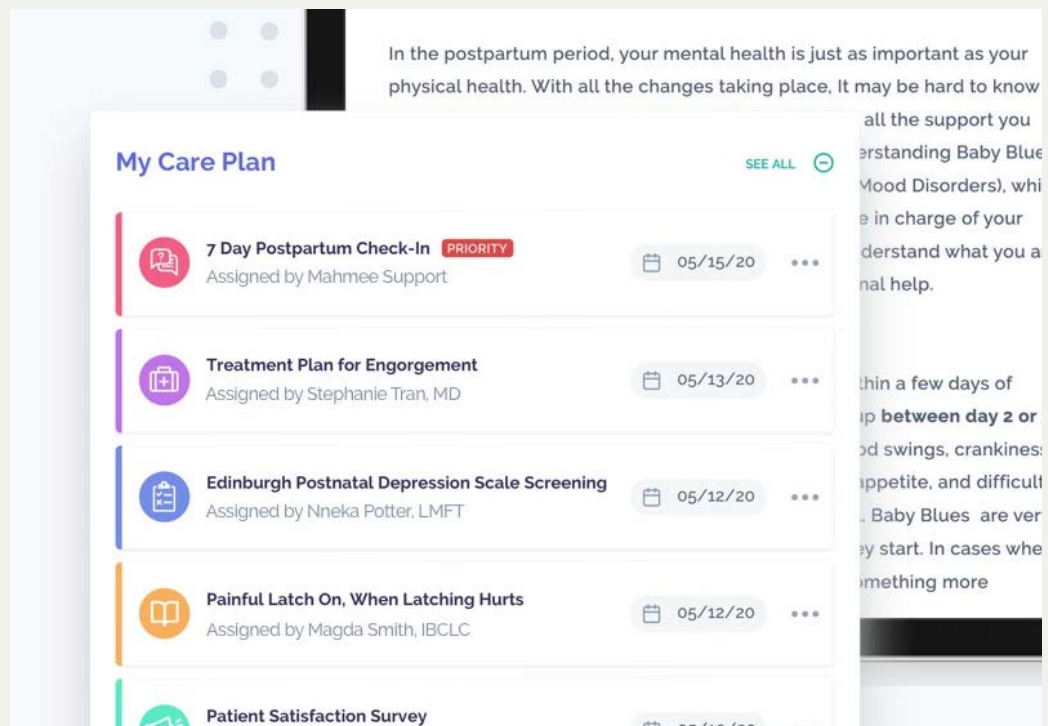 In the postpartum period, your mental health is just as important as your
physical health. With all the changes taking place, It may be hard to know
all the support you
erstanding Baby Blue
Mood Disorders), whi
e in charge of your
derstand what you a
nal help.
thin a few days of
up between day 2 or
od swings, crankiness
appetite, and difficult
. Baby Blues are ver
ey start. In cases whe
omething more
My Care Plan
SEE ALL
7 Day Postpartum Check-In PRIORITY
Assigned by Mahmee Support
05/15/20
Treatment Plan for Engorgement
Assigned by Stephanie Tran, MD
05/13/20
Edinburgh Postnatal Depression Scale Screening
Assigned by Nneka Potter, LMFT
05/12/20
Painful Latch On, When Latching Hurts
Assigned by Magda Smith, IBCLC
05/12/20
Patient Satisfaction Survey